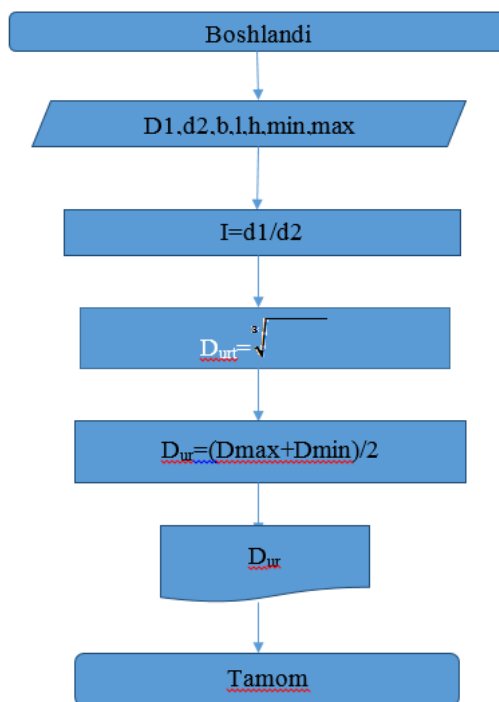 Boshlandi
D1,d2,b,l,h,min,max
I=d1/d2
Durt=∛
Dur=(Dmax+Dmin)/2
Dur
Tamom